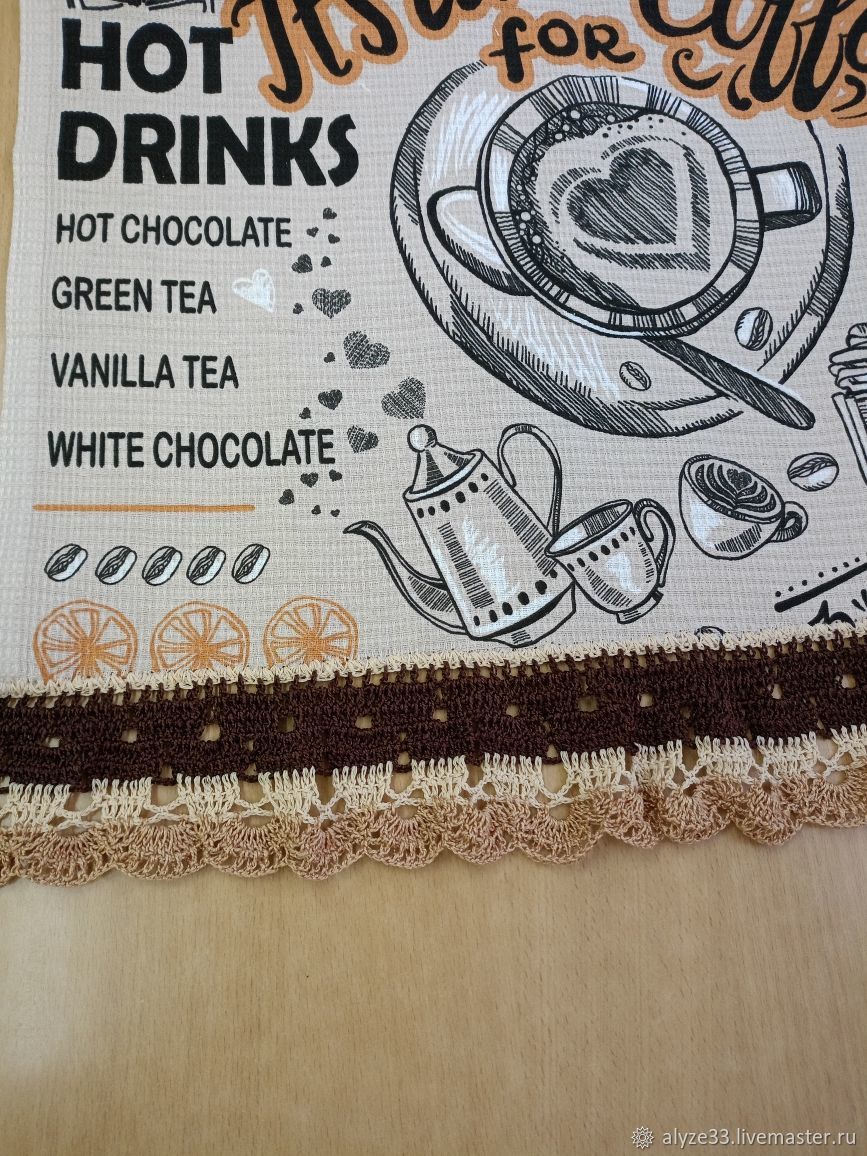 HOT
DRINKS
HOT CHOCOLATE
GREEN TEA
VANILLA TEA
WHITE CHOCOLATE
FOR
alyze33.livemaster.ru